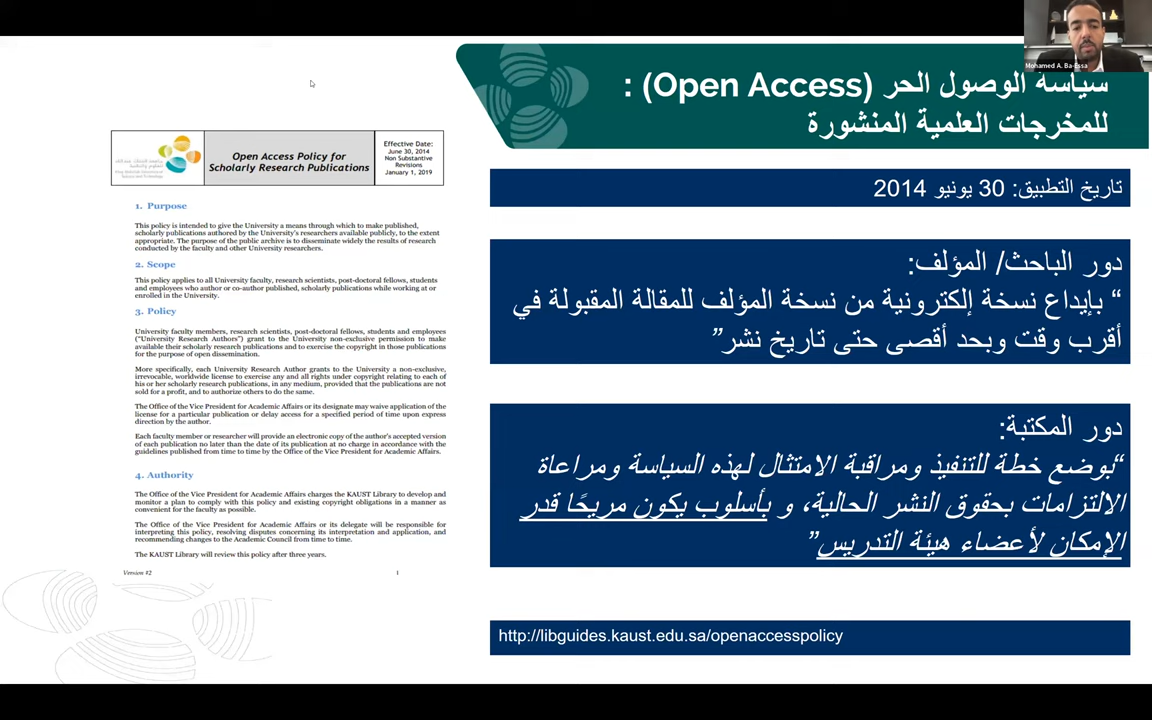 Mohamed A. Ba-Essa
سياسة الوصول الحر (Open Access) :
للمخرجات العلمية المنشورة
Open Access Policy for
Scholarly Research Publications
Effective Date:
June 30, 2014
Non Substantive
Revisions
January 1, 2019
1. Purpose
This policy is intended to give the University a means through which to make published,
scholarly publications authored by the University's researchers available publicly, to the extent
appropriate. The purpose of the public archive is to disseminate widely the results of research
conducted by the faculty and other University researchers.
2. Scope
This policy applies to all University faculty, research scientists, post-doctoral fellows, students
and employees who author or co-author published, scholarly publications while working at or
enrolled in the University.
3. Policy
University faculty members, research scientists, post-doctoral fellows, students and employees
("University Research Authors") grant to the University non-exclusive permission to make
available their scholarly research publications and to exercise the copyright in those publications
for the purpose of open dissemination.
More specifically, each University Research Author grants to the University a non-exclusive,
irrevocable, worldwide license to exercise any and all rights under copyright relating to each of
his or her scholarly research publications, in any medium, provided that the publications are not
sold for a profit, and to authorize others to do the same.
The Office of the Vice President for Academic Affairs or its designate may waive application of the
license for a particular publication or delay access for a specified period of time upon express
direction by the author.
Each faculty member or researcher will provide an electronic copy of the author's accepted version
of each publication no later than the date of its publication at no charge in accordance with the
guidelines published from time to time by the Office of the Vice President for Academic Affairs.
4. Authority
The Office of the Vice President for Academic Affairs charges the KAUST Library to develop and
monitor a plan to comply with this policy and existing copyright obligations in a manner as
convenient for the faculty as possible.
The Office of the Vice President for Academic Affairs or its delegate will be responsible for
interpreting this policy, resolving disputes concerning its interpretation and application, and
recommending changes to the Academic Council from time to time.
The KAUST Library will review this policy after three years.
Version #2
1
تاريخ التطبيق: 30 يونيو 2014
دور الباحث/ المؤلف:
“ بإيداع نسخة إلكترونية من نسخة المؤلف للمقالة المقبولة في
أقرب وقت وبحد أقصى حتى تاريخ نشر”
دور المكتبة:
“بوضع خطة للتنفيذ ومراقبة الامتثال لهذه السياسة ومراعاة
الالتزامات بحقوق النشر الحالية، و بأسلوب يكون مريحًا قدر
الإمكان لأعضاء هيئة التدريس”
http://libguides.kaust.edu.sa/openaccesspolicy